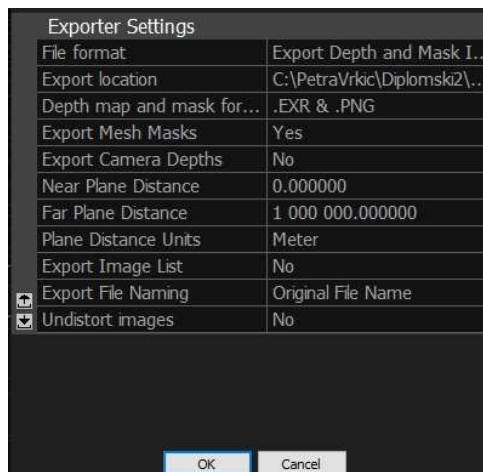 Exporter Settings
File format Export Depth and Mask I...
Export location C:\PetraVrkic\Diplomski2\...
Depth map and mask for... .EXR & .PNG
Export Mesh Masks Yes
Export Camera Depths No
Near Plane Distance 0.000000
Far Plane Distance 1 000 000.000000
Plane Distance Units Meter
Export Image List No
Export File Naming Original File Name
Undistort images No
OK Cancel